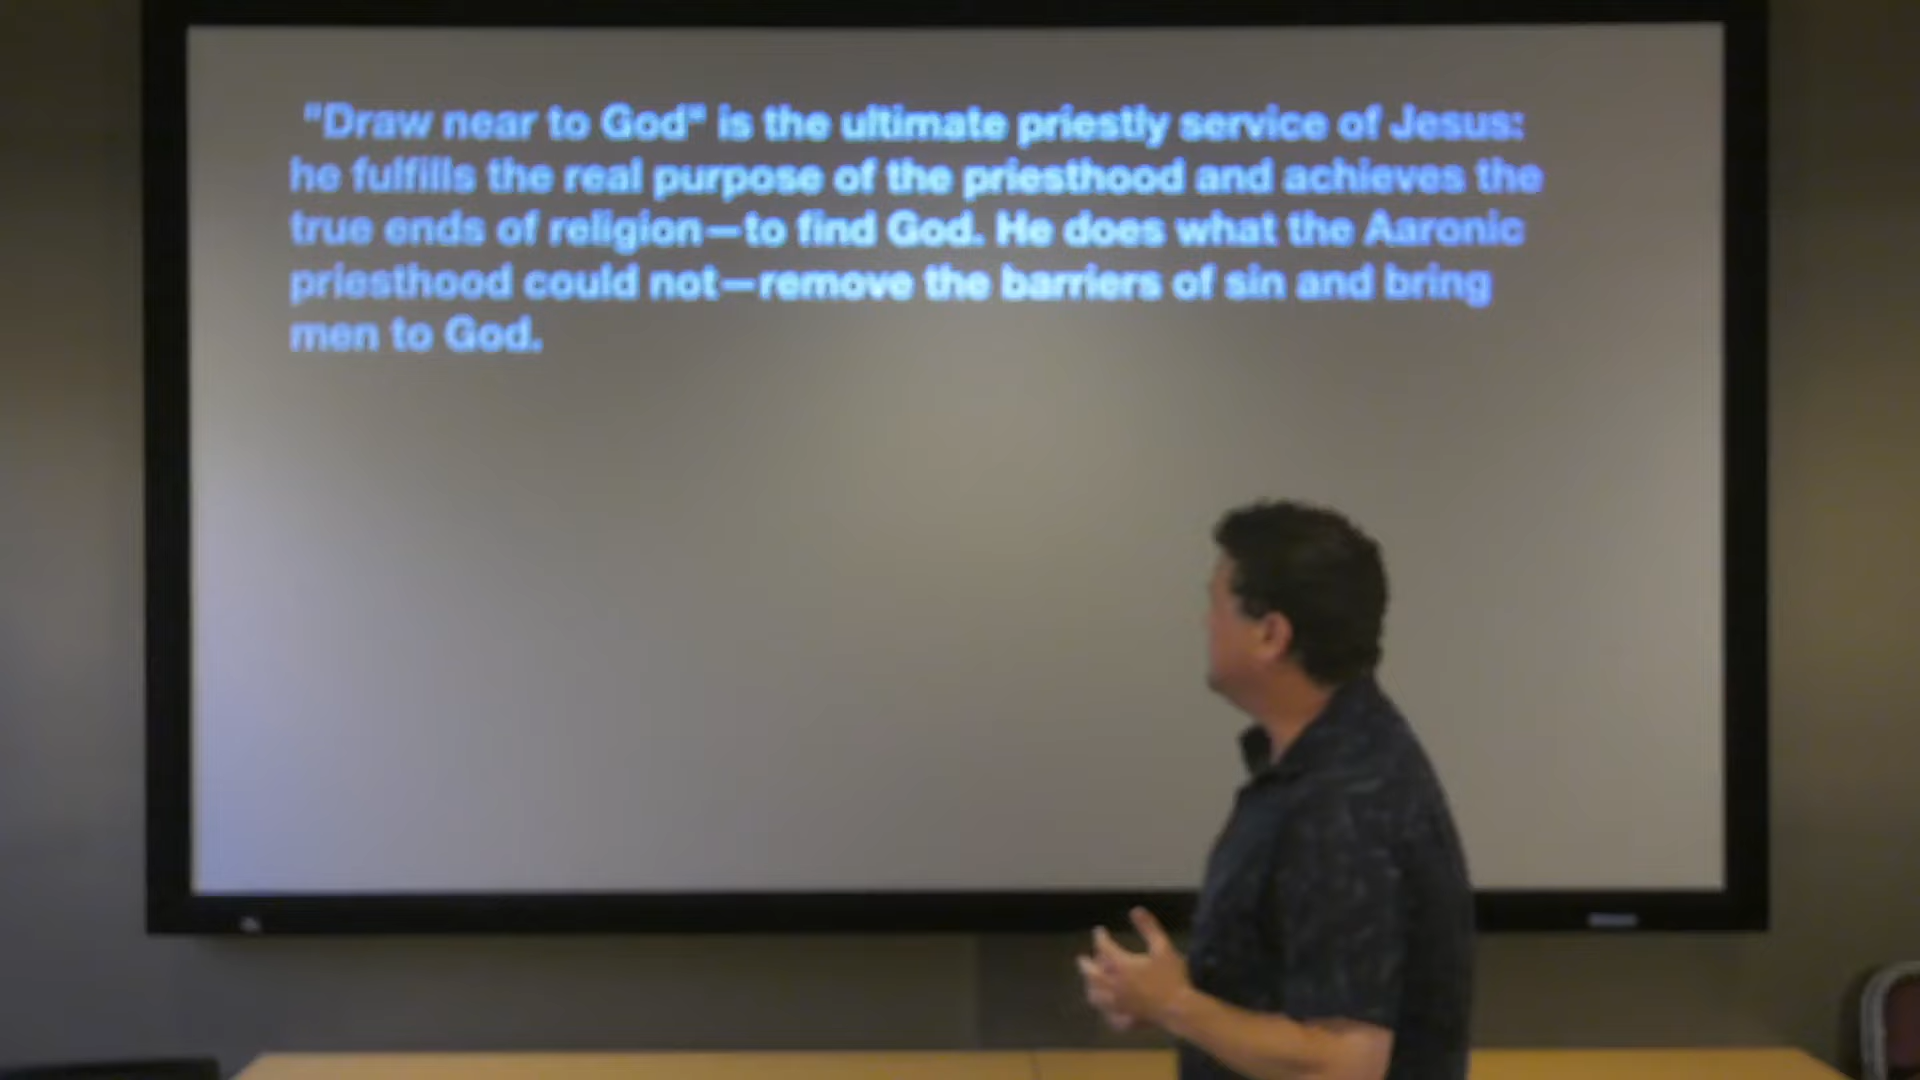 "Draw near to God" is the ultimate priestly service of Jesus:
he fulfills the real purpose of the priesthood and achieves the
true ends of religion—to find God. He does what the Aaronic
priesthood could not—remove the barriers of sin and bring
men to God.